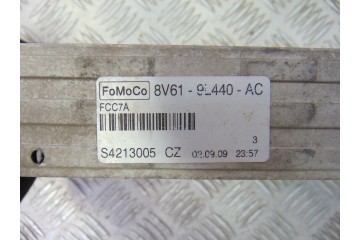 FoMoCo 8V61 - 9L440 - AC
FCC7A
3
S4213005 CZ 02.09.09 23:57